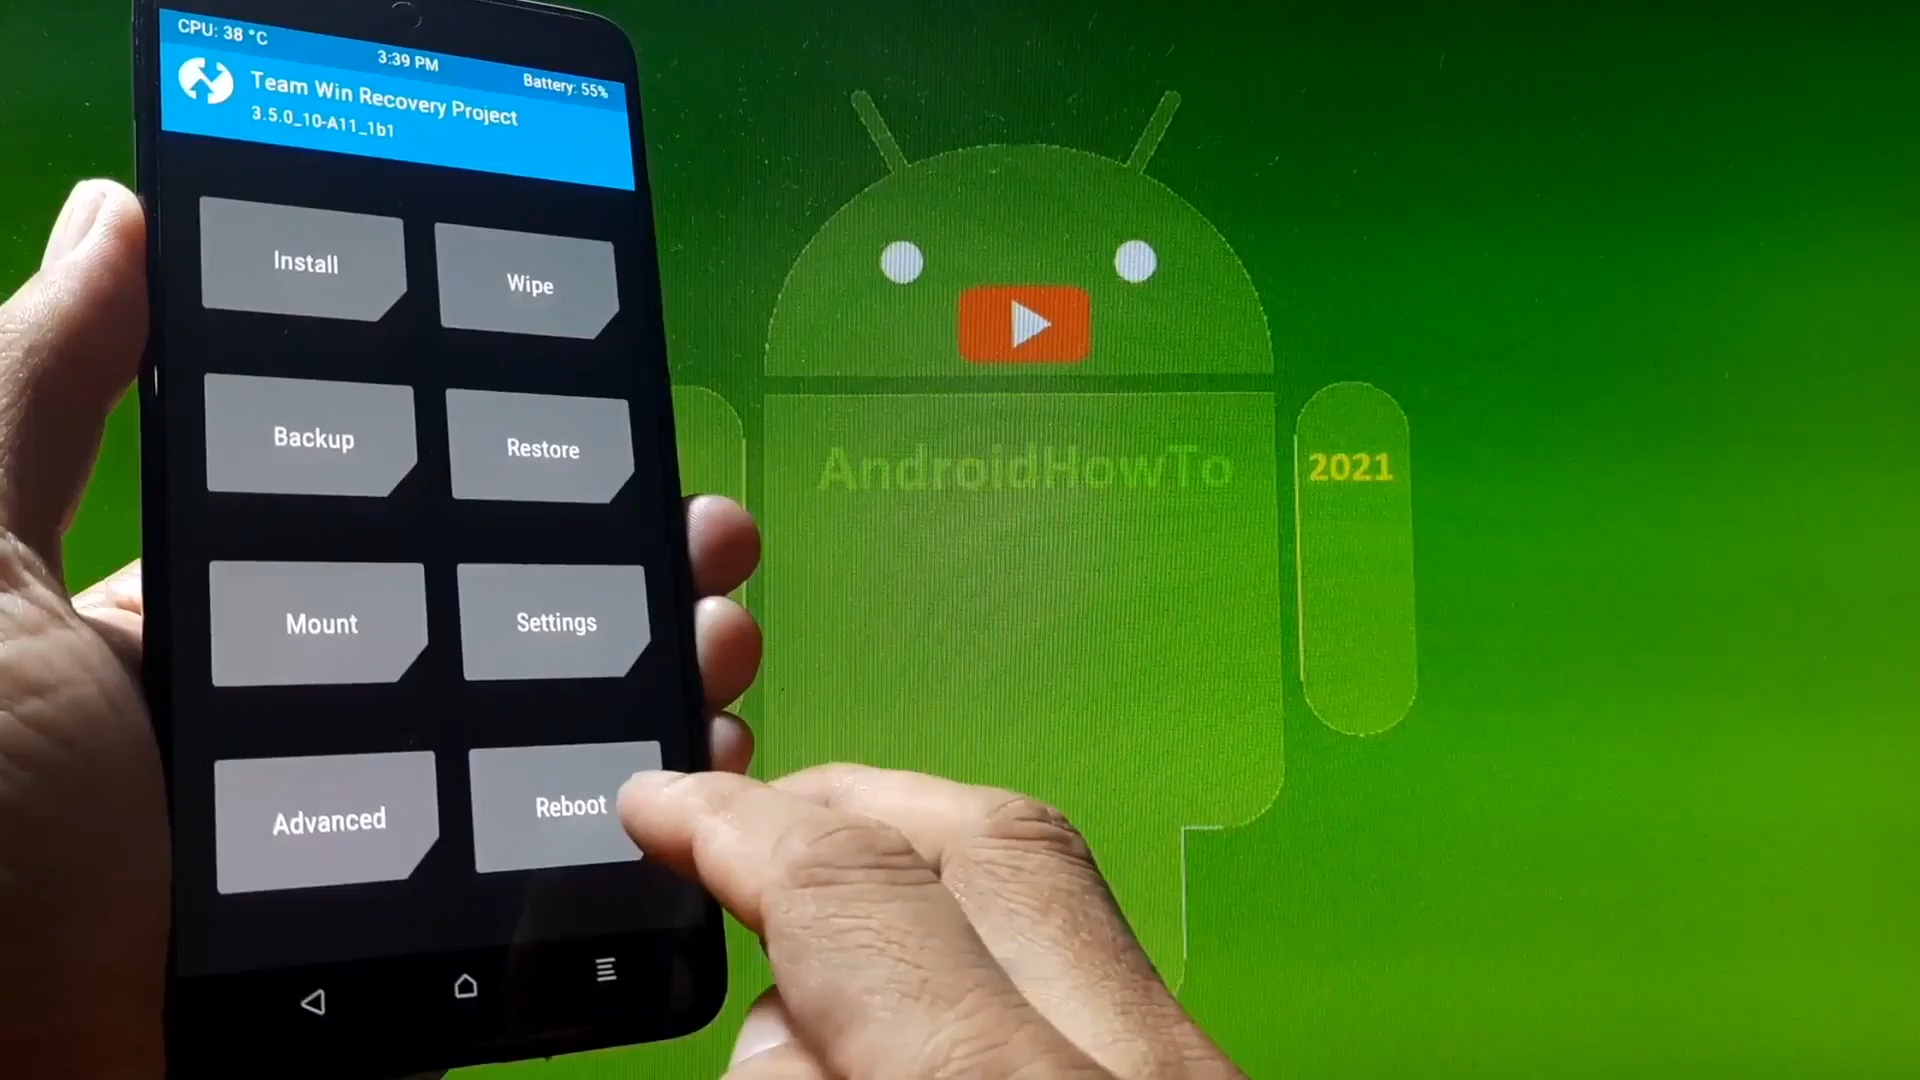 CPU: 38 °C
3:39 PM
Battery: 55%
Team Win Recovery Project
3.5.0_10-A11_1b1
Install
Wipe
Backup
Restore
Mount
Settings
Advanced
Reboot
AndroidHowTo
2021